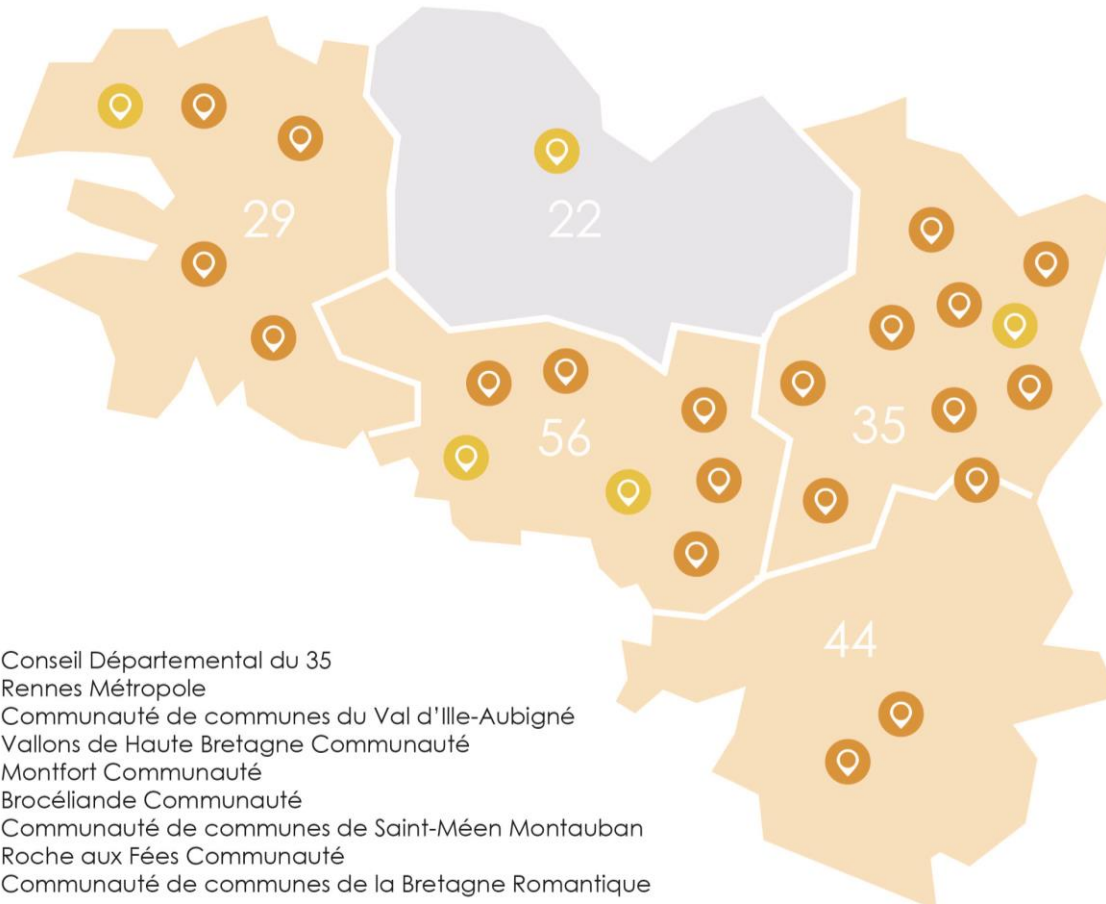 29
22
56
35
44
Conseil Départemental du 35
Rennes Métropole
Communauté de communes du Val d'Ille-Aubigné
Vallons de Haute Bretagne Communauté
Montfort Communauté
Brocéliande Communauté
Communauté de communes de Saint-Méen Montauban
Roche aux Fées Communauté
Communauté de communes de la Bretagne Romantique